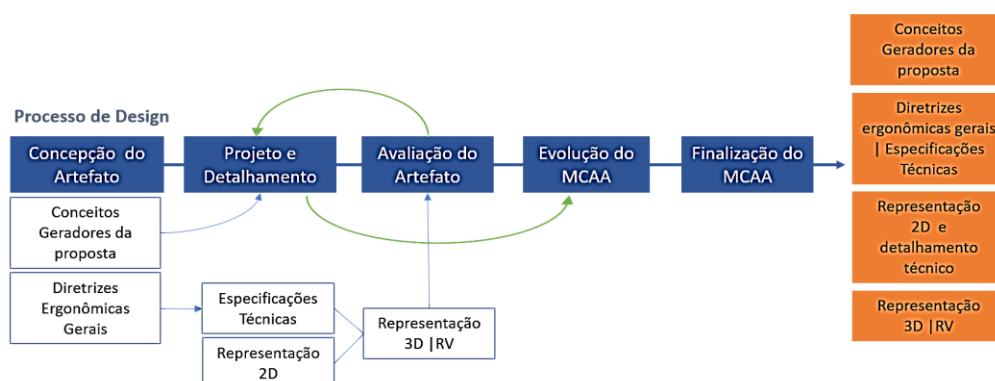 Processo de Design
Concepção do
Artefato
Projeto e
Detalhamento
Avaliação do
Artefato
Evolução do
MCAA
Finalização do
MCAA
Conceitos
Geradores da
proposta
Diretrizes
Ergonômicas
Gerais
Especificações
Técnicas
Representação
2D
Representação
3D |RV
Conceitos
Geradores da
proposta
Diretrizes
ergonômicas gerais
| Especificações
Técnicas
Representação
2D e
detalhamento
técnico
Representação
3D |RV